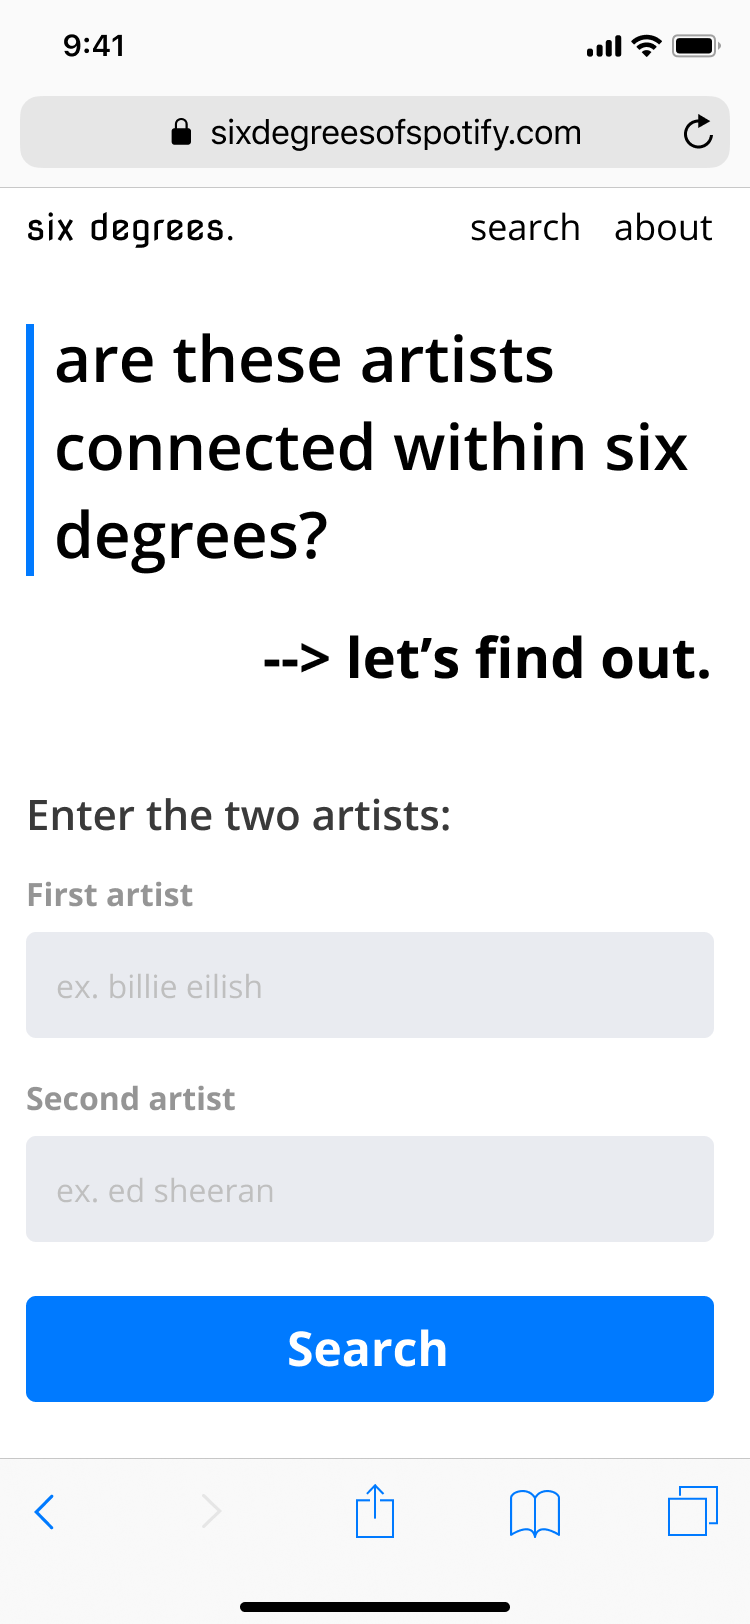 9:41
sixdegreesofspotify.com
six degrees.
search about
are these artists
connected within six
degrees?
--> let’s find out.
Enter the two artists:
First artist
ex. billie eilish
Second artist
ex. ed sheeran
Search